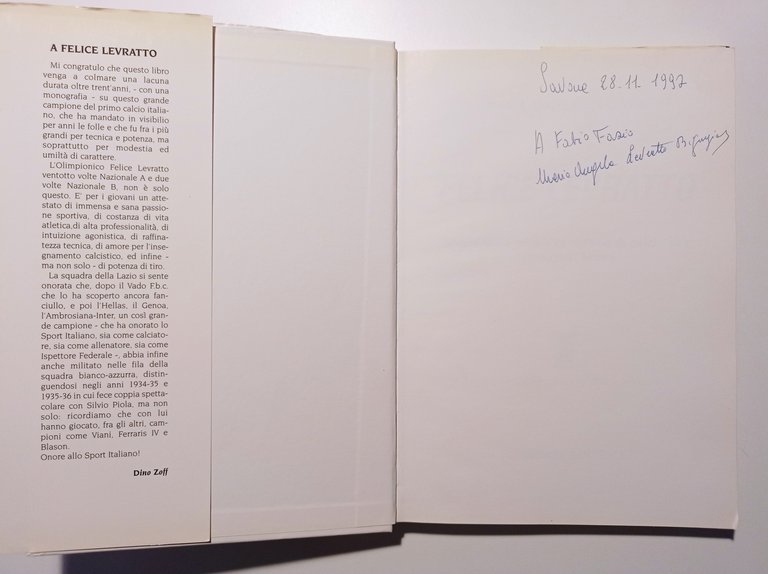 A FELICE LEVRATTO
Mi congratulo che questo libro
venga a colmare una lacuna
durata oltre trent'anni, - con una
monografia - su questo grande
campione del primo calcio italia-
no, che ha mandato in visibilio
per anni le folle e che fu fra i più
grandi per tecnica e potenza, ma
soprattutto per modestia ed
umiltà di carattere.
L'Olimpionico Felice Levratto
ventotto volte Nazionale A e due
volte Nazionale B, non è solo
questo. E' per i giovani un atte-
stato di immensa e sana passio-
ne sportiva, di costanza di vita
atletica,di alta professionalità, di
intuizione agonistica, di raffina-
tezza tecnica, di amore per l'inse-
gnamento calcistico, ed infine -
ma non solo - di potenza di tiro.
La squadra della Lazio si sente
onorata che, dopo il Vado F.b.c.
che lo ha scoperto ancora fan-
ciullo, e poi l'Hellas, il Genoa,
l'Ambrosiana-Inter, un così gran-
de campione - che ha onorato lo
Sport Italiano, sia come calciato-
re, sia come allenatore, sia come
Ispettore Federale -, abbia infine
anche militato nelle fila della
squadra bianco-azzurra, distin-
guendosi negli anni 1934-35 e
1935-36 in cui fece coppia spetta-
colare con Silvio Piola, ma non
solo: ricordiamo che con lui
hanno giocato, fra gli altri, cam-
pioni come Viani, Ferraris IV e
Blason.
Onore allo Sport Italiano!
Dino Zoff
Savona 28.11.1997
A Fabio Fazio
Maria Angela Levratto